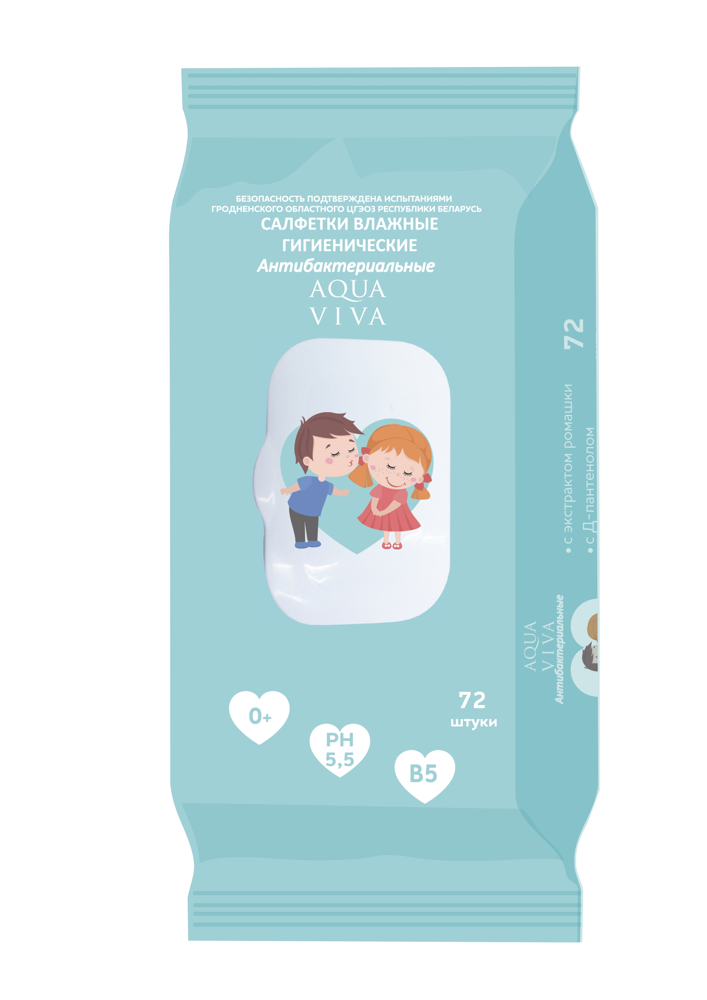 БЕЗОПАСНОСТЬ ПОДТВЕРЖДЕНА ИСПЫТАНИЯМИ
ГРОДНЕНСКОГО ОБЛАСТНОГО ЦГЭОЗ РЕСПУБЛИКИ БЕЛАРУСЬ
САЛФЕТКИ ВЛАЖНЫЕ
ГИГИЕНИЧЕСКИЕ
Антибактериальные
AQUA
VIVA
0+
PH
5,5
B5
72
штуки
AQUA
VIVA
Антибактериальные
• с экстрактом ромашки
• с Д-пантенолом
72